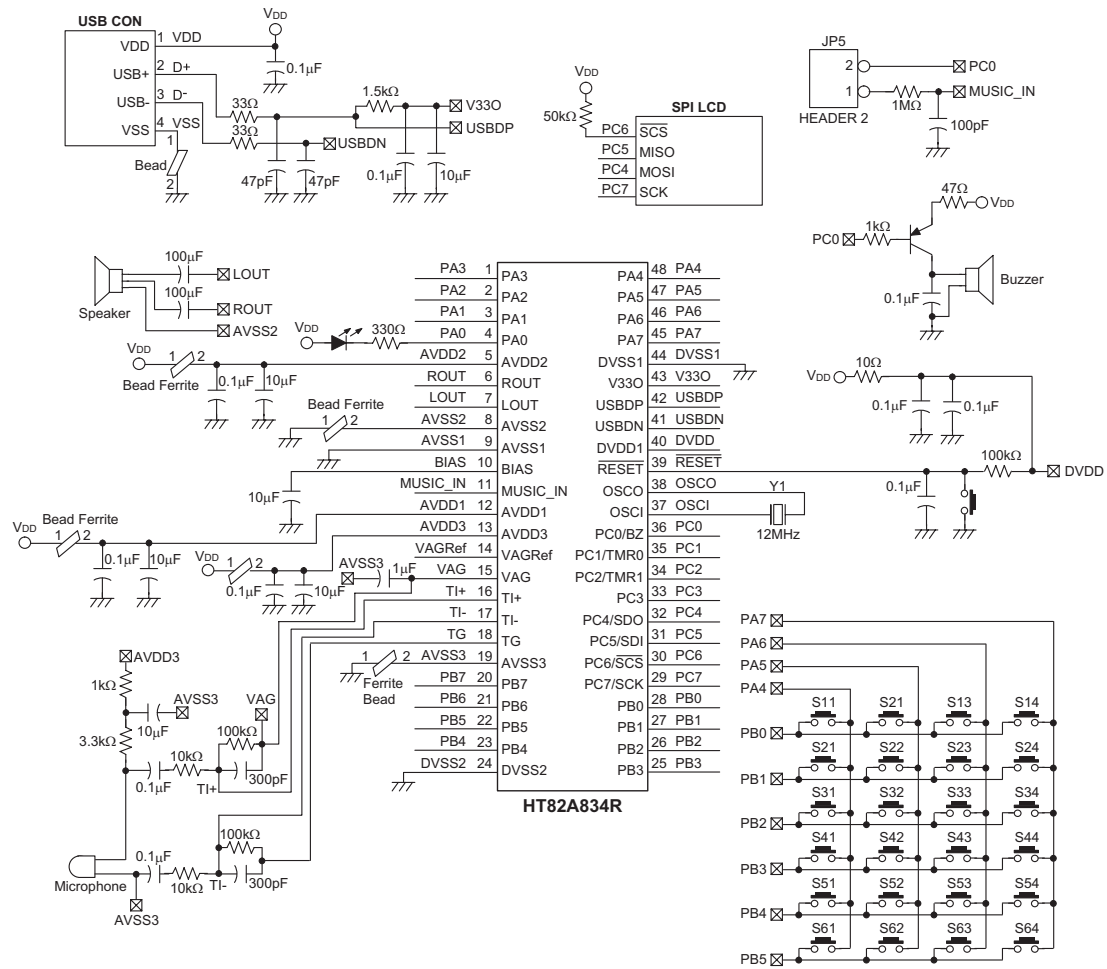 USB CON
VDD 1 VDD
USB+ 2 D+
USB- 3 D-
VSS 4 VSS
1
Bead
2
VDD
0.1µF
33Ω
33Ω
1.5kΩ
V33O
USBDP
USBDN
47pF
47pF
0.1µF
10µF
VDD
50kΩ
SPI LCD
PC6 SCS
PC5 MISO
PC4 MOSI
PC7 SCK
JP5
2
1
HEADER 2
PC0
MUSIC_IN
1MΩ
100pF
47Ω
VDD
PC0
1kΩ
0.1µF
Buzzer
Speaker
100µF
LOUT
100µF
ROUT
AVSS2
VDD
330Ω
VDD
1 2
Bead Ferrite
0.1µF
10µF
Bead Ferrite
1 2
10µF
VDD
Bead Ferrite
1 2
0.1µF
10µF
VDD
1 2
0.1µF
10µF
AVSS3
1µF
1 2
Ferrite
Bead
PA3 1 PA3
PA2 2 PA2
PA1 3 PA1
PA0 4 PA0
AVDD2 5 AVDD2
ROUT 6 ROUT
LOUT 7 LOUT
AVSS2 8 AVSS2
AVSS1 9 AVSS1
BIAS 10 BIAS
MUSIC_IN 11 MUSIC_IN
AVDD1 12 AVDD1
AVDD3 13 AVDD3
VAGRef 14 VAGRef
VAG 15 VAG
TI+ 16 TI+
TI- 17 TI-
TG 18 TG
AVSS3 19 AVSS3
PB7 20 PB7
PB6 21 PB6
PB5 22 PB5
PB4 23 PB4
DVSS2 24 DVSS2
PA4 48 PA4
PA5 47 PA5
PA6 46 PA6
PA7 45 PA7
DVSS1 44 DVSS1
V33O 43 V33O
USBDP 42 USBDP
USBDN 41 USBDN
DVDD1 40 DVDD
RESET 39 RESET
OSCO 38 OSCO
OSCI 37 OSCI
PC0/BZ 36 PC0
PC1/TMR0 35 PC1
PC2/TMR1 34 PC2
PC3 33 PC3
PC4/SDO 32 PC4
PC5/SDI 31 PC5
PC6/SCS 30 PC6
PC7/SCK 29 PC7
PB0 28 PB0
PB1 27 PB1
PB2 26 PB2
PB3 25 PB3
HT82A834R
VDD
10Ω
0.1µF
0.1µF
100kΩ
DVDD
0.1µF
Y1
12MHz
AVDD3
1kΩ
AVSS3
10µF
3.3kΩ
0.1µF
10kΩ
TI+
VAG
100kΩ
300pF
100kΩ
300pF
0.1µF
10kΩ
TI-
Microphone
AVSS3
PA7
PA6
PA5
PA4
S11 S21 S13 S14
PB0
S21 S22 S23 S24
PB1
S31 S32 S33 S34
PB2
S41 S42 S43 S44
PB3
S51 S52 S53 S54
PB4
S61 S62 S63 S64
PB5